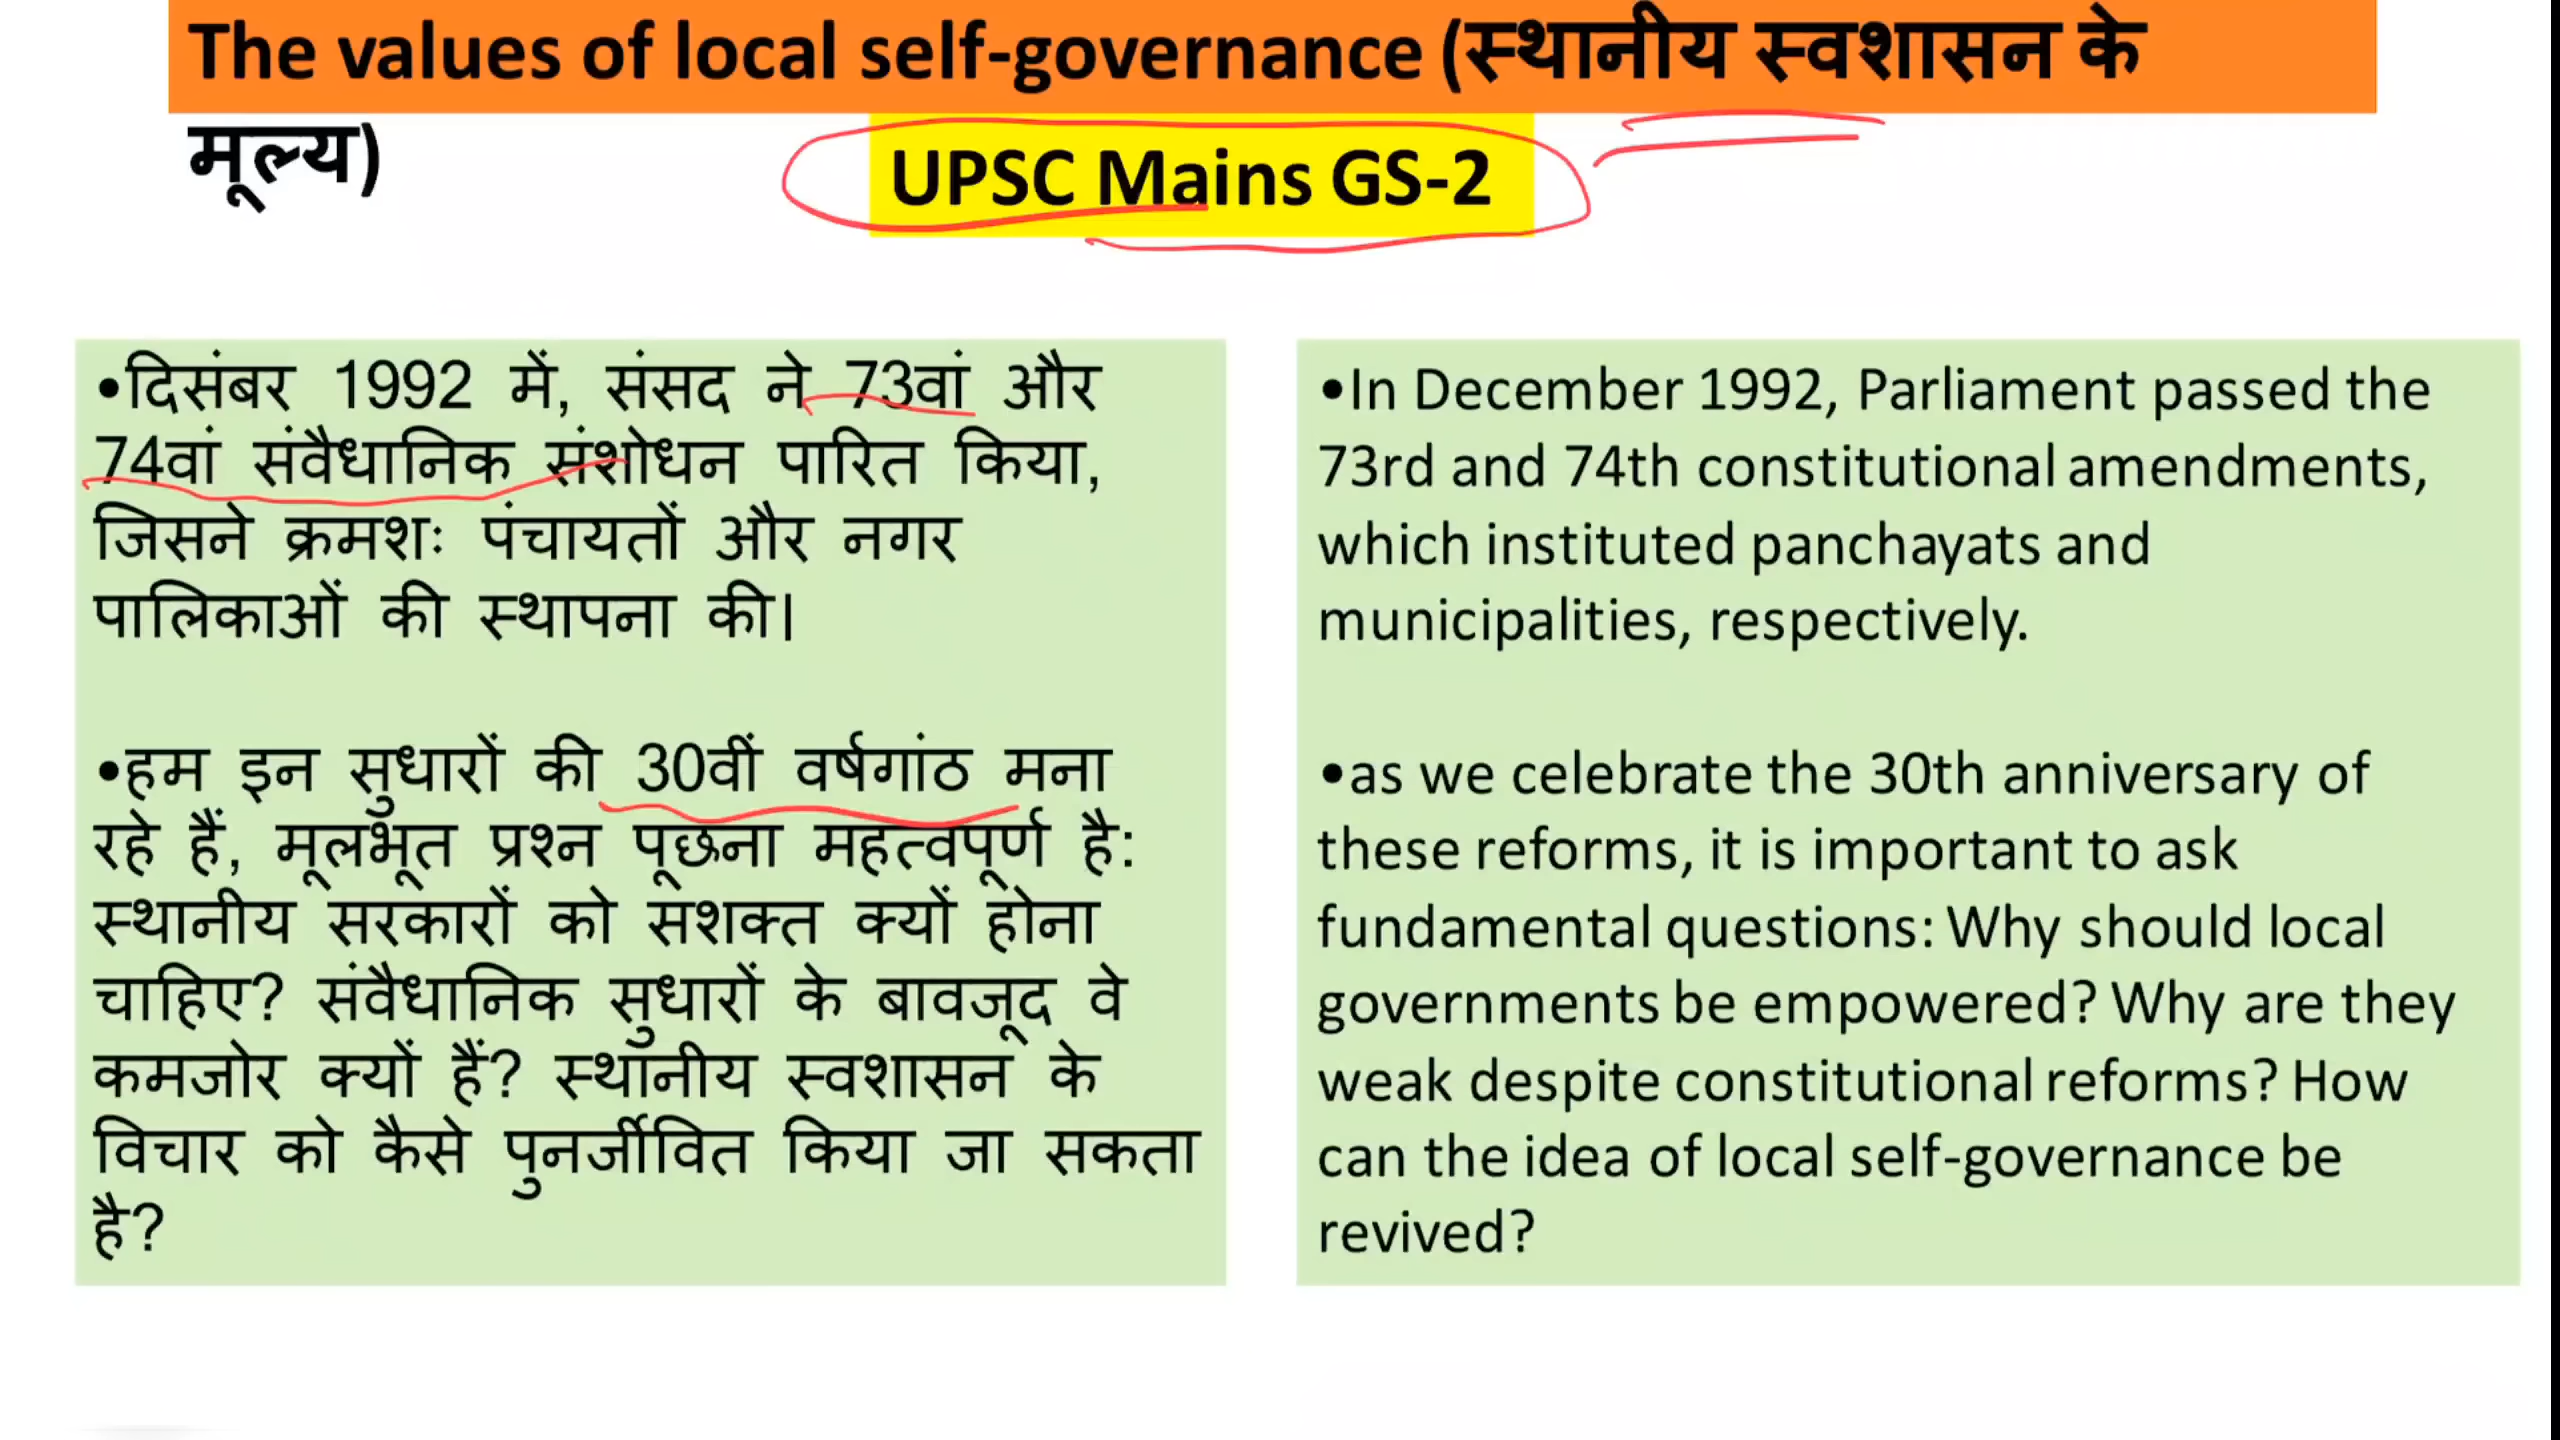 The values of local self-governance (स्थानीय स्वशासन के
मूल्य)
UPSC Mains GS-2
•दिसंबर 1992 में, संसद ने 73वां और
74वां संवैधानिक संशोधन पारित किया,
जिसने क्रमशः पंचायतों और नगर
पालिकाओं की स्थापना की।
•हम इन सुधारों की 30वीं वर्षगांठ मना
रहे हैं, मूलभूत प्रश्न पूछना महत्वपूर्ण है:
स्थानीय सरकारों को सशक्त क्यों होना
चाहिए? संवैधानिक सुधारों के बावजूद वे
कमजोर क्यों हैं? स्थानीय स्वशासन के
विचार को कैसे पुनर्जीवित किया जा सकता
है?
•In December 1992, Parliament passed the
73rd and 74th constitutional amendments,
which instituted panchayats and
municipalities, respectively.
•as we celebrate the 30th anniversary of
these reforms, it is important to ask
fundamental questions: Why should local
governments be empowered? Why are they
weak despite constitutional reforms? How
can the idea of local self-governance be
revived?